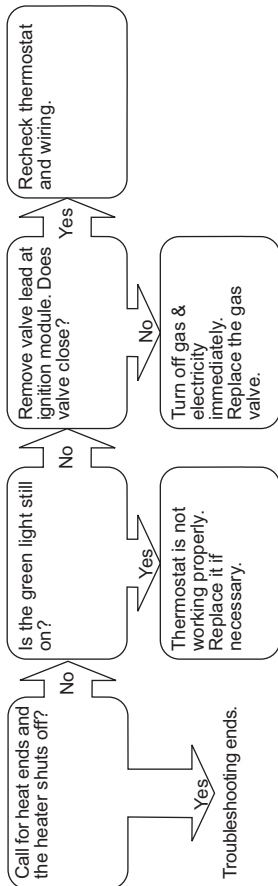 Call for heat ends and
the heater shuts off?
No
Yes
Troubleshooting ends.
Is the green light still
on?
No
Yes
Thermostat is not
working properly.
Replace it if
necessary.
Remove valve lead at
ignition module. Does
valve close?
Yes
No
Turn off gas &
electricity
immediately.
Replace the gas
valve.
Recheck thermostat
and wiring.